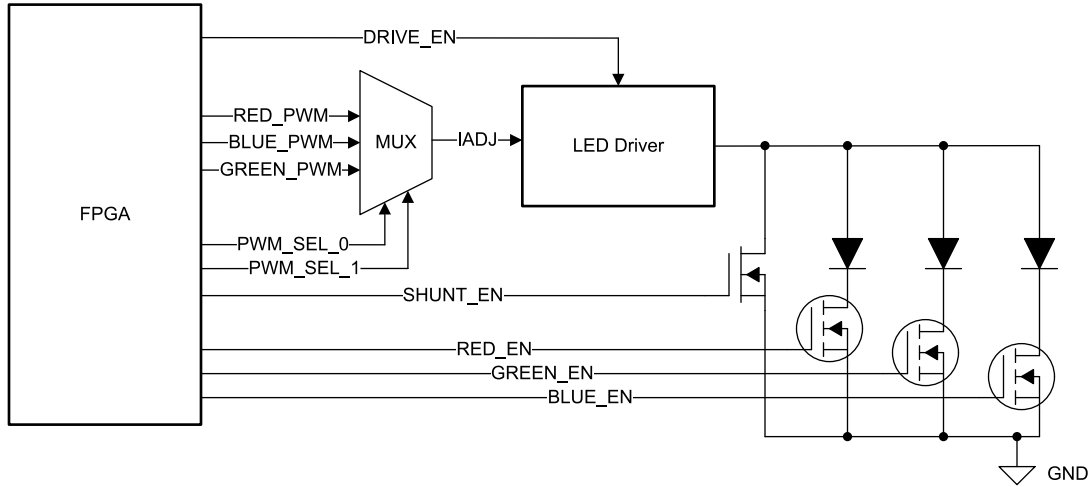 DRIVE_EN
RED_PWM
BLUE_PWM
GREEN_PWM
MUX
IADJ
LED Driver
FPGA
PWM_SEL_0
PWM_SEL_1
SHUNT_EN
RED_EN
GREEN_EN
BLUE_EN
GND